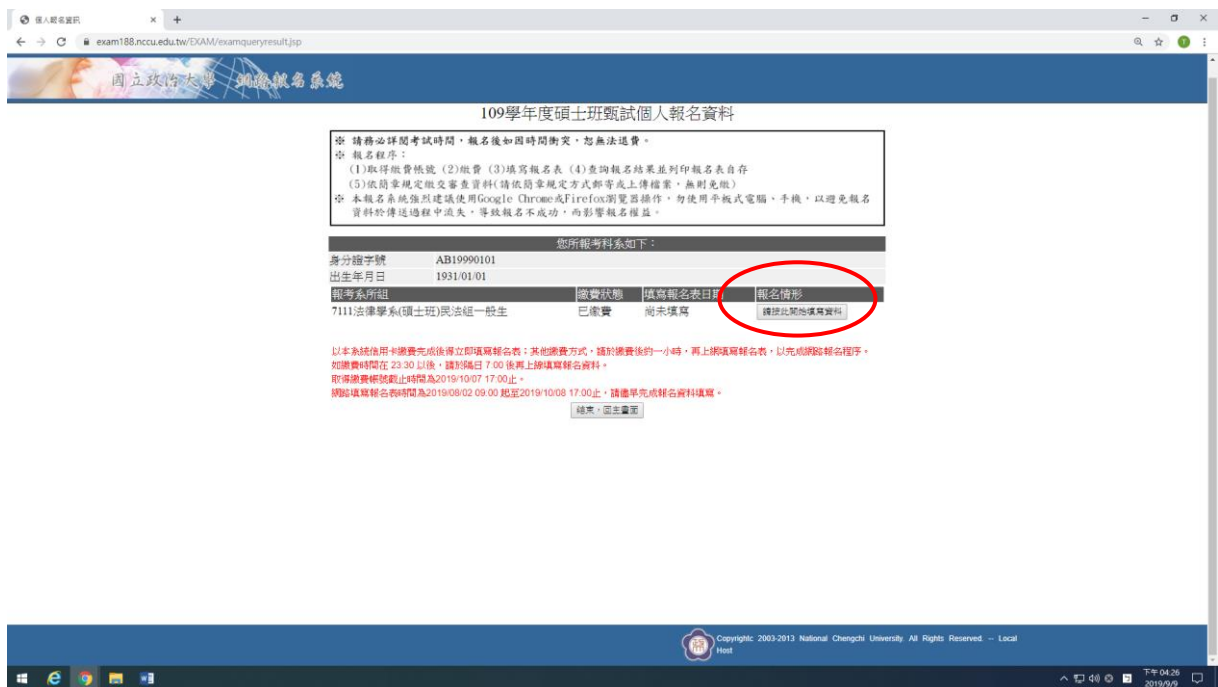 個人報名資訊
exam188.nccu.edu.tw/EXAM/examqueryresult.jsp
國立政治大學 網路報名系統
109學年度碩士班甄試個人報名資料
※ 請務必詳閱考試時間,報名後如因時間衝突,恕無法退費。
※ 報名程序:
(1)取得繳費帳號 (2)繳費 (3)填寫報名表 (4)查詢報名結果並列印報名表自存
(5)依簡章規定繳交審查資料(請依簡章規定方式郵寄或上傳檔案,無則免繳)
※ 本報名系統強烈建議使用Google Chrome或Firefox瀏覽器操作,勿使用平板式電腦、手機,以避免報名
資料於傳送過程中流失,導致報名不成功,而影響報名權益。
您所報考科系如下:
身分證字號 AB19990101
出生年月日 1931/01/01
報考系所組 繳費狀態 填寫報名表日期 報名情形
7111法律學系(碩士班)民法組一般生 已繳費 尚未填寫 請按此開始填寫資料
以本系統信用卡繳費完成後得立即填寫報名表;其他繳費方式,請於繳費後約一小時,再上網填寫報名表,以完成網路報名程序。
如繳費時間在 23:30 以後,請於隔日 7:00 後再上線填寫報名資料。
取得繳費帳號截止時間為2019/10/07 17:00止。
網路填寫報名表時間為2019/08/02 09:00 起至2019/10/08 17:00止,請儘早完成報名資料填寫。
結束,回主畫面
Copyrightc 2003-2013 National Chengchi University. All Rights Reserved. -- Local
Host
下午 04:26
2019/9/9